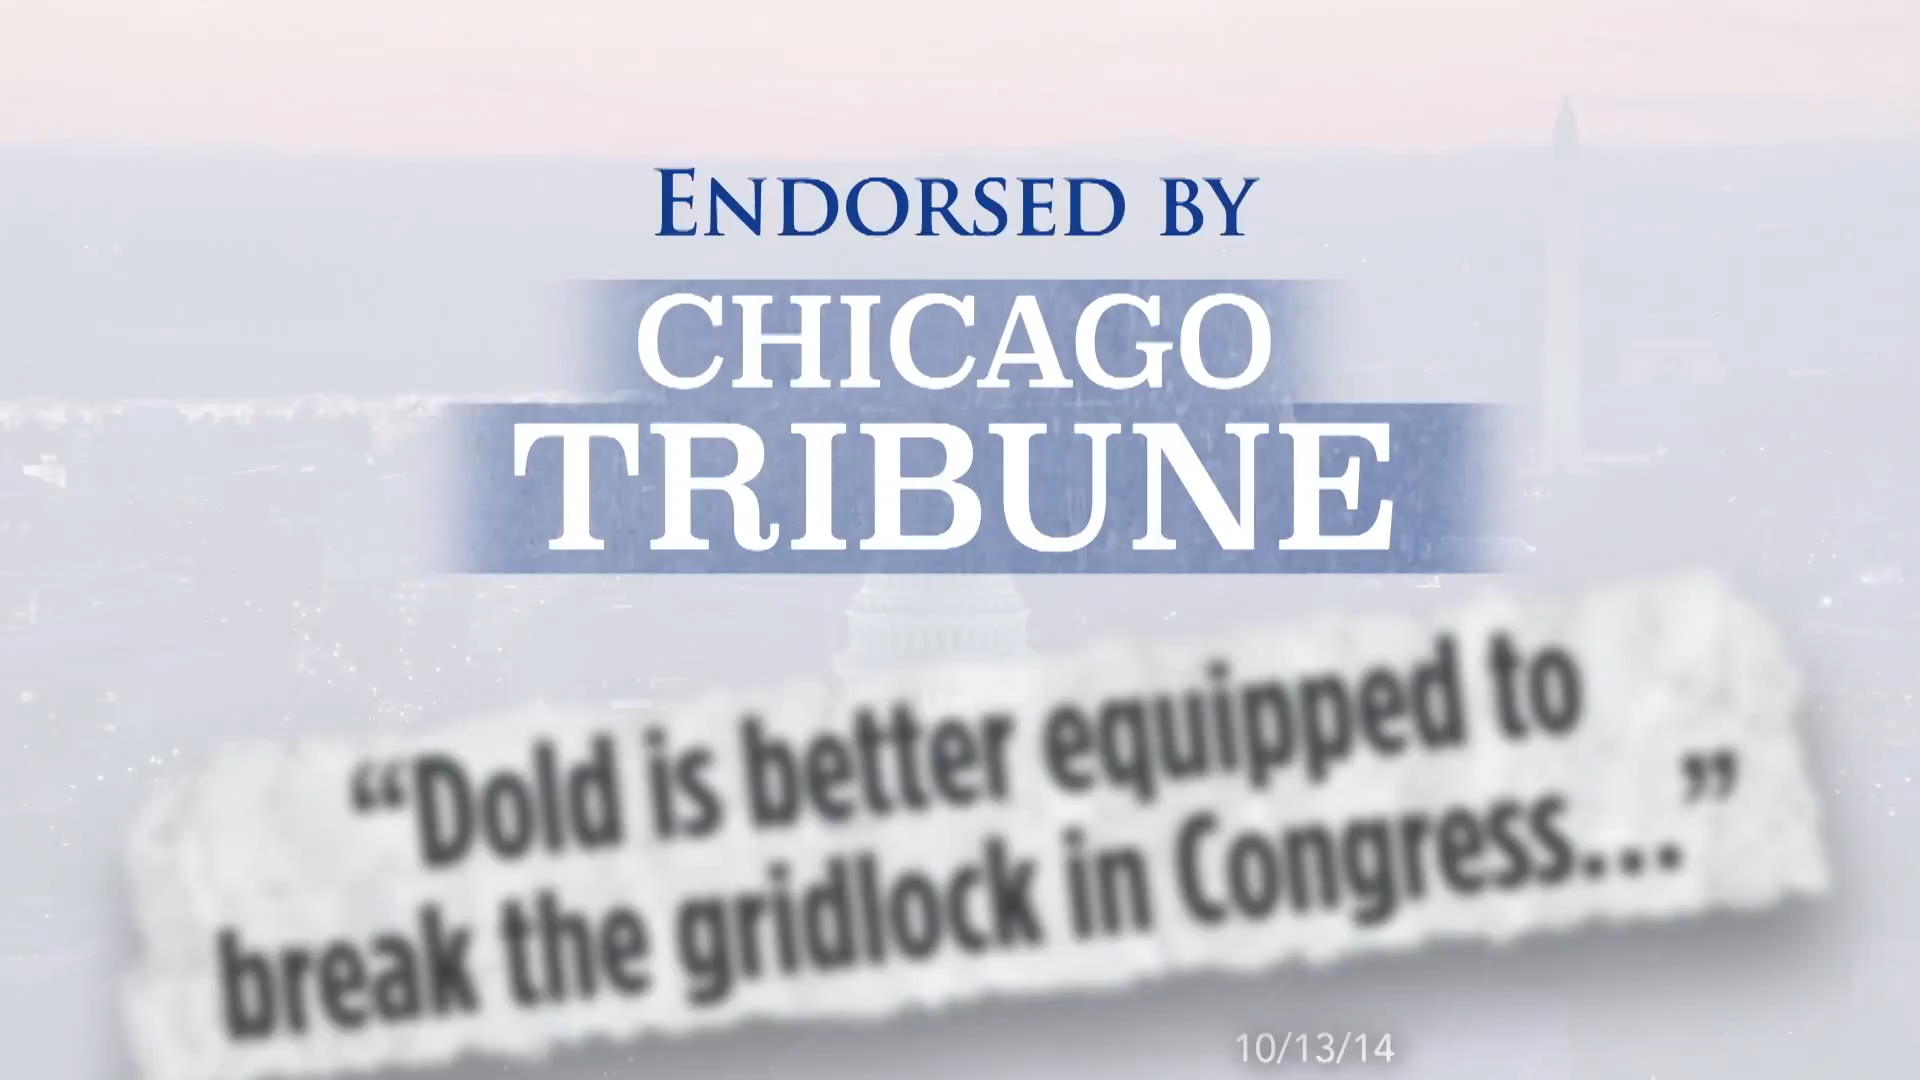 ENDORSED BY
CHICAGO
TRIBUNE
“Dold is better equipped to
break the gridlock in Congress...”
10/13/14